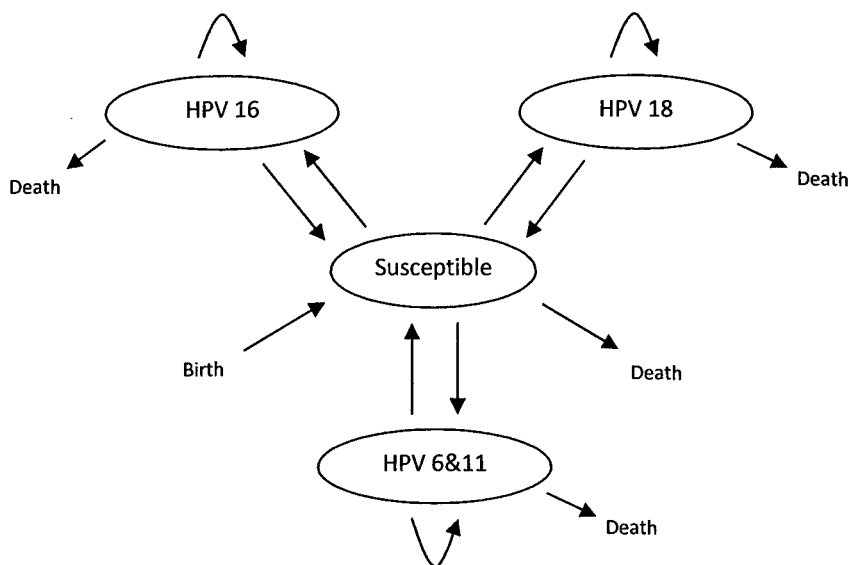 HPV 16
HPV 18
Death
Death
Susceptible
Birth
Death
HPV 6&11
Death